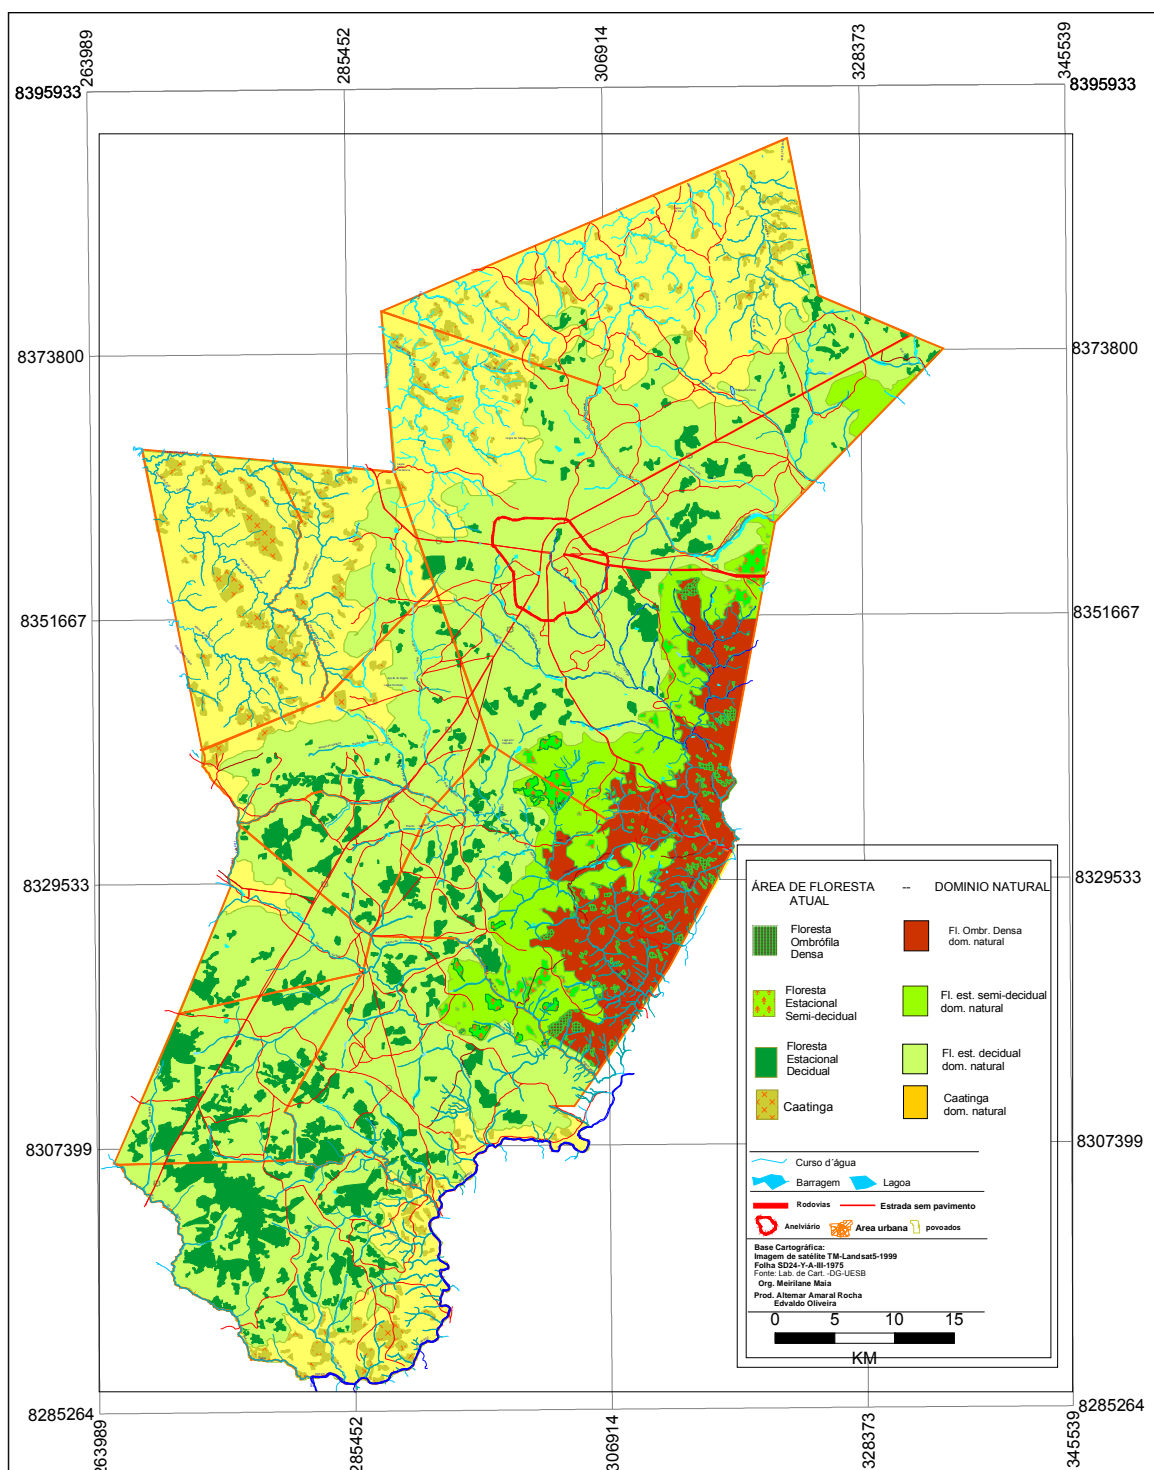 263989
285452
306914
328373
345539
8395933
8395933
8373800
8373800
8351667
8351667
8329533
8329533
8307399
8307399
8285264
8285264
263989
285452
306914
328373
345539
ÁREA DE FLORESTA -- DOMINIO NATURAL
ATUAL
Floresta
Ombrófila
Densa
Fl. Ombr. Densa
dom. natural
Floresta
Estacional
Semi-decidual
Fl. est. semi-decidual
dom. natural
Floresta
Estacional
Decidual
Fl. est. decidual
dom. natural
Caatinga
Caatinga
dom. natural
Curso d´água
Barragem Lagoa
Rodovias Estrada sem pavimento
Anelviário Area urbana povoados
Base Cartográfica:
Imagem de satélite TM-Landsat5-1999
Folha SD24-Y-A-III-1975
Fonte: Lab. de Cart. -DG-UESB
Org. Meirilane Maia
Prod. Altemar Amaral Rocha
Edvaldo Oliveira
0 5 10 15
KM